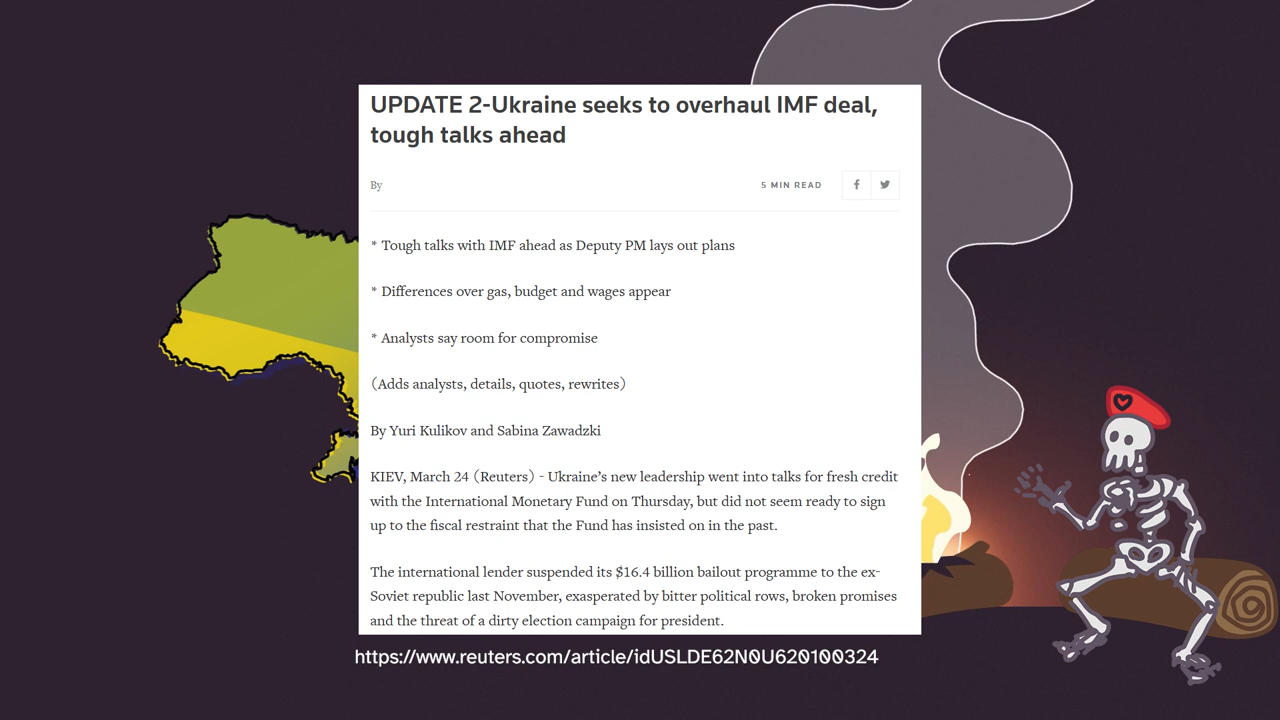 UPDATE 2-Ukraine seeks to overhaul IMF deal,
tough talks ahead
By
5 MIN READ
* Tough talks with IMF ahead as Deputy PM lays out plans
* Differences over gas, budget and wages appear
* Analysts say room for compromise
(Adds analysts, details, quotes, rewrites)
By Yuri Kulikov and Sabina Zawadzki
KIEV, March 24 (Reuters) - Ukraine’s new leadership went into talks for fresh credit
with the International Monetary Fund on Thursday, but did not seem ready to sign
up to the fiscal restraint that the Fund has insisted on in the past.
The international lender suspended its $16.4 billion bailout programme to the ex-
Soviet republic last November, exasperated by bitter political rows, broken promises
and the threat of a dirty election campaign for president.
https://www.reuters.com/article/idUSLDE62N0U620100324